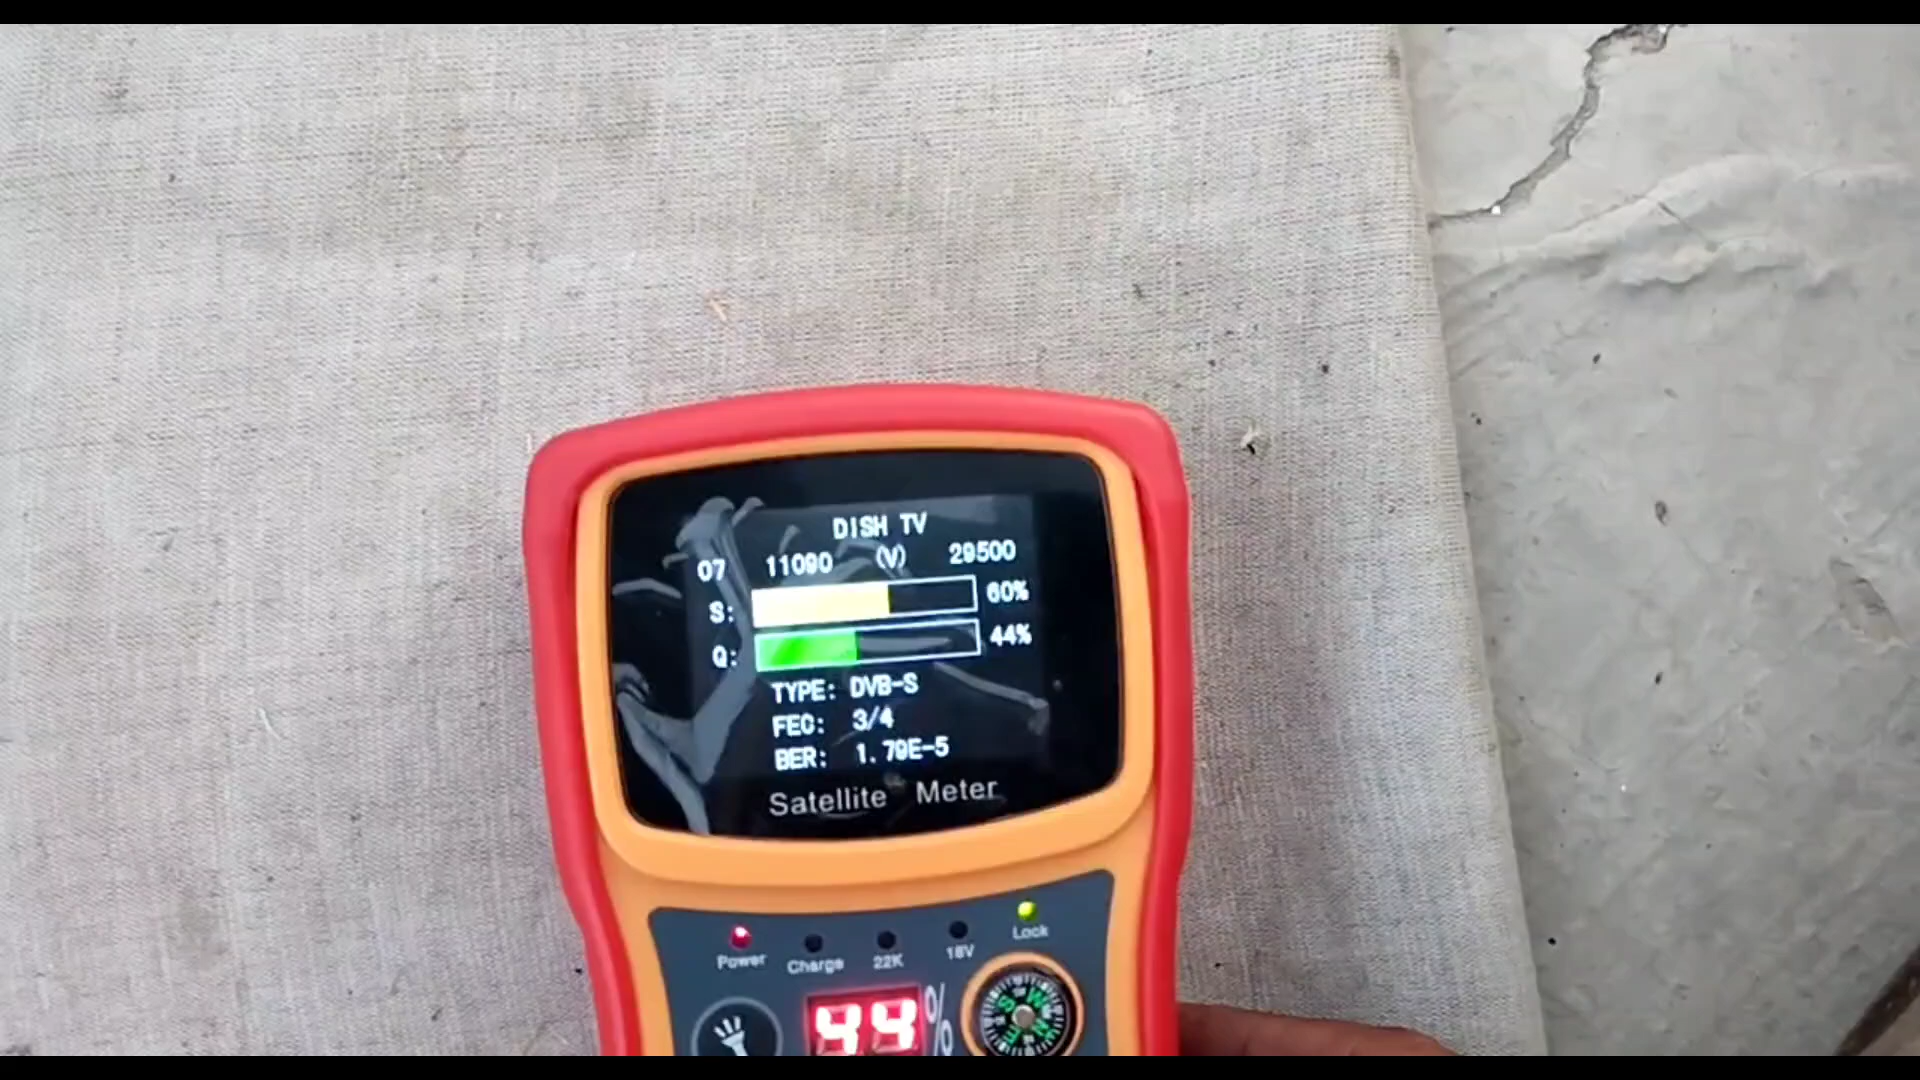 DISH TV
07 11090 (V) 29500
S: 60%
Q: 44%
TYPE: DVB-S
FEC: 3/4
BER: 1.79E-5
Satellite Meter
Power Charge 22K 18V Lock
44%